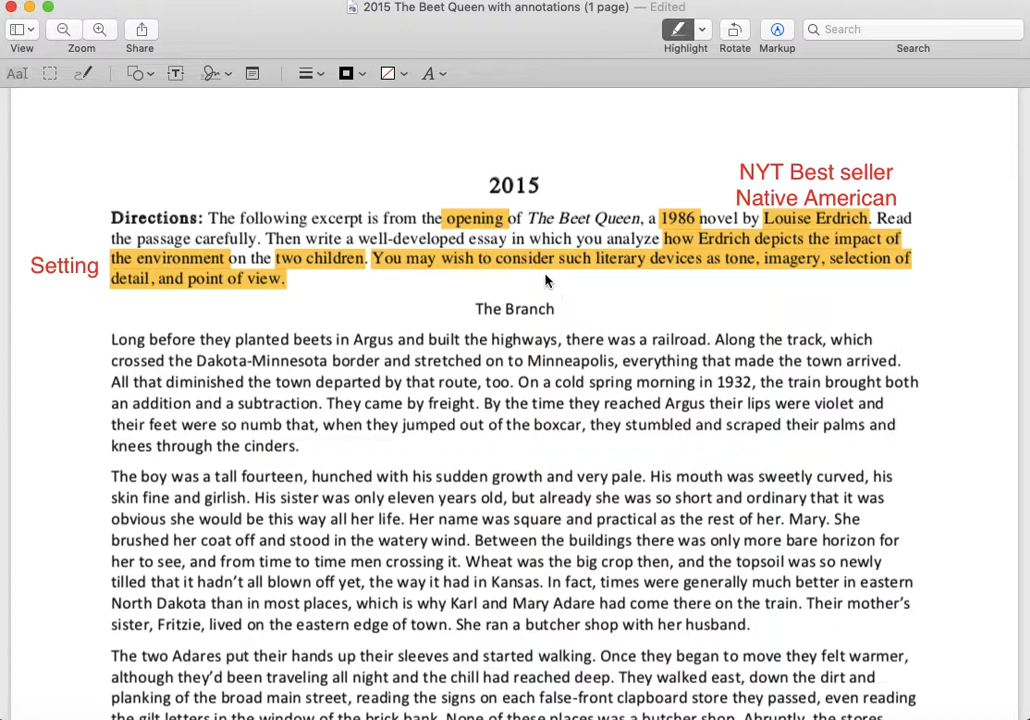 2015 The Beet Queen with annotations (1 page) — Edited
View
Zoom
Share
Highlight
Rotate
Markup
Search
Search
AaI
T
A
NYT Best seller
2015
Native American
Directions: The following excerpt is from the opening of The Beet Queen, a 1986 novel by Louise Erdrich. Read
the passage carefully. Then write a well-developed essay in which you analyze how Erdrich depicts the impact of
Setting
the environment on the two children. You may wish to consider such literary devices as tone, imagery, selection of
detail, and point of view.
The Branch
Long before they planted beets in Argus and built the highways, there was a railroad. Along the track, which
crossed the Dakota-Minnesota border and stretched on to Minneapolis, everything that made the town arrived.
All that diminished the town departed by that route, too. On a cold spring morning in 1932, the train brought both
an addition and a subtraction. They came by freight. By the time they reached Argus their lips were violet and
their feet were so numb that, when they jumped out of the boxcar, they stumbled and scraped their palms and
knees through the cinders.
The boy was a tall fourteen, hunched with his sudden growth and very pale. His mouth was sweetly curved, his
skin fine and girlish. His sister was only eleven years old, but already she was so short and ordinary that it was
obvious she would be this way all her life. Her name was square and practical as the rest of her. Mary. She
brushed her coat off and stood in the watery wind. Between the buildings there was only more bare horizon for
her to see, and from time to time men crossing it. Wheat was the big crop then, and the topsoil was so newly
tilled that it hadn't all blown off yet, the way it had in Kansas. In fact, times were generally much better in eastern
North Dakota than in most places, which is why Karl and Mary Adare had come there on the train. Their mother's
sister, Fritzie, lived on the eastern edge of town. She ran a butcher shop with her husband.
The two Adares put their hands up their sleeves and started walking. Once they began to move they felt warmer,
although they'd been traveling all night and the chill had reached deep. They walked east, down the dirt and
planking of the broad main street, reading the signs on each false-front clapboard store they passed, even reading
the gilt letters in the window of the brick bank. None of these places was a butcher shop. Abruptly, the stores